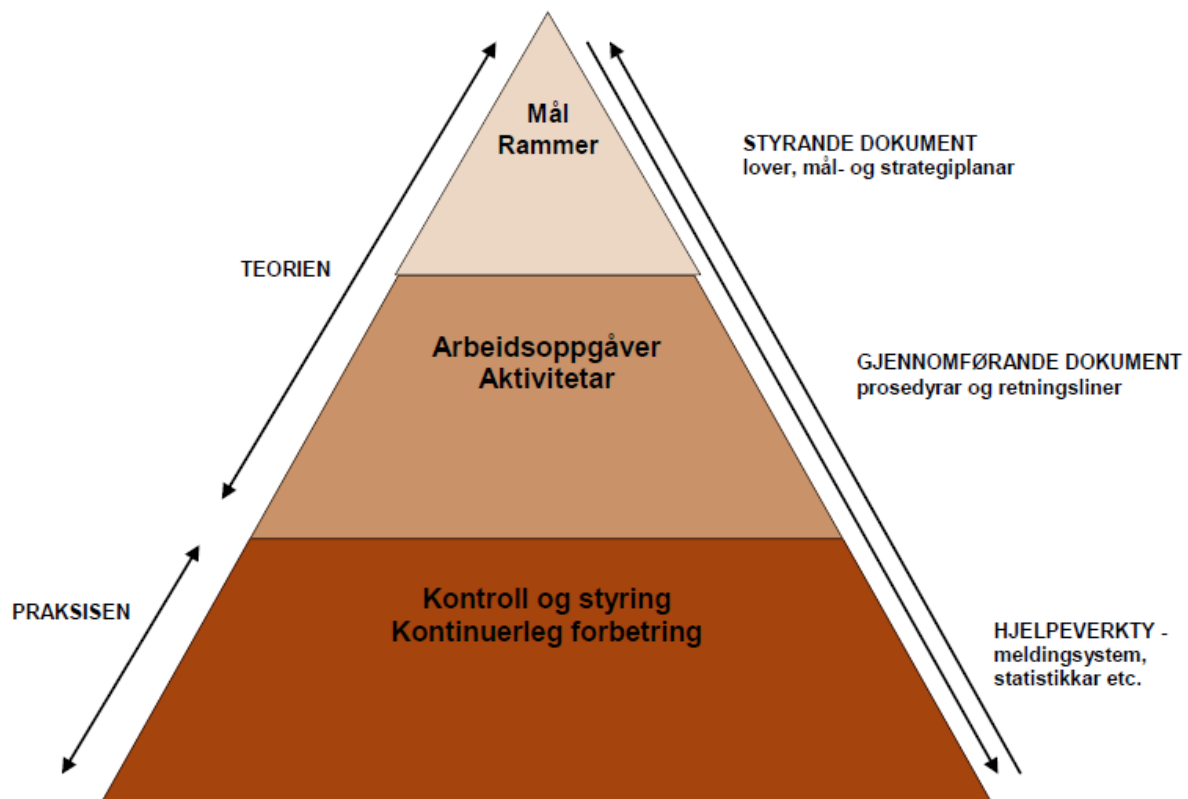 Mål
Rammer
STYRANDE DOKUMENT
lover, mål- og strategiplanar
TEORIEN
Arbeidsoppgåver
Aktivitetar
GJENNOMFØRANDE DOKUMENT
prosedyrar og retningsliner
PRAKSISEN
Kontroll og styring
Kontinuerleg forbetring
HJELPEVERKTY -
meldingsystem,
statistikkar etc.